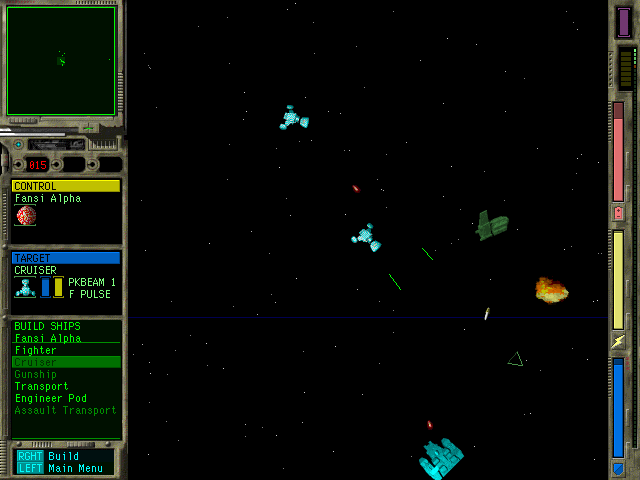 015
CONTROL
Fansi Alpha
TARGET
CRUISER
PKBEAM 1
F PULSE
BUILD SHIPS
Fansi Alpha
Fighter
Cruiser
Gunship
Transport
Engineer Pod
Assault Transport
RGHT Build
LEFT Main Menu